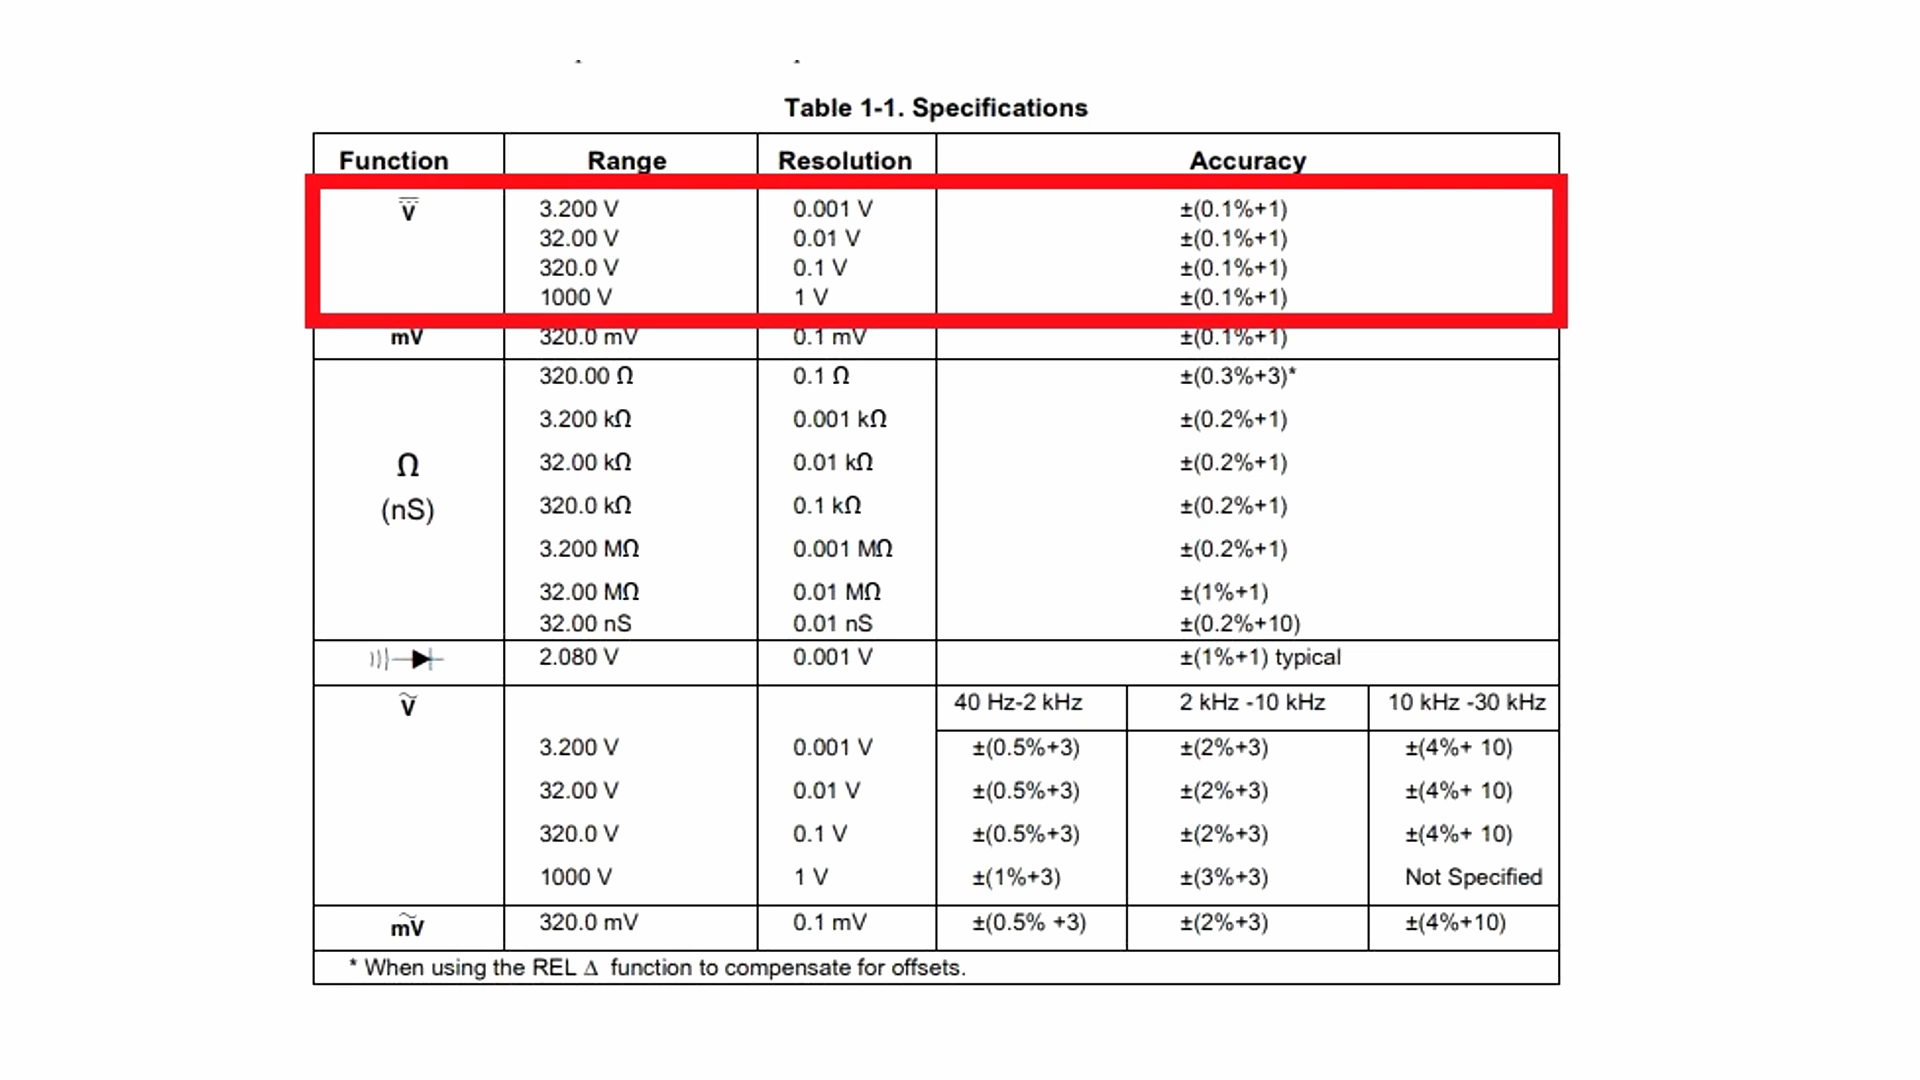 Table 1-1. Specifications
Function Range Resolution Accuracy
V 3.200 V 0.001 V ±(0.1%+1)
32.00 V 0.01 V ±(0.1%+1)
320.0 V 0.1 V ±(0.1%+1)
1000 V 1 V ±(0.1%+1)
mV 320.0 mV 0.1 mV ±(0.1%+1)
320.00 Ω 0.1 Ω ±(0.3%+3)*
3.200 kΩ 0.001 kΩ ±(0.2%+1)
Ω 32.00 kΩ 0.01 kΩ ±(0.2%+1)
(nS) 320.0 kΩ 0.1 kΩ ±(0.2%+1)
3.200 MΩ 0.001 MΩ ±(0.2%+1)
32.00 MΩ 0.01 MΩ ±(1%+1)
32.00 nS 0.01 nS ±(0.2%+10)
2.080 V 0.001 V ±(1%+1) typical
V 40 Hz-2 kHz 2 kHz -10 kHz 10 kHz -30 kHz
3.200 V 0.001 V ±(0.5%+3) ±(2%+3) ±(4%+ 10)
32.00 V 0.01 V ±(0.5%+3) ±(2%+3) ±(4%+ 10)
320.0 V 0.1 V ±(0.5%+3) ±(2%+3) ±(4%+ 10)
1000 V 1 V ±(1%+3) ±(3%+3) Not Specified
mV 320.0 mV 0.1 mV ±(0.5% +3) ±(2%+3) ±(4%+10)
* When using the REL Δ function to compensate for offsets.